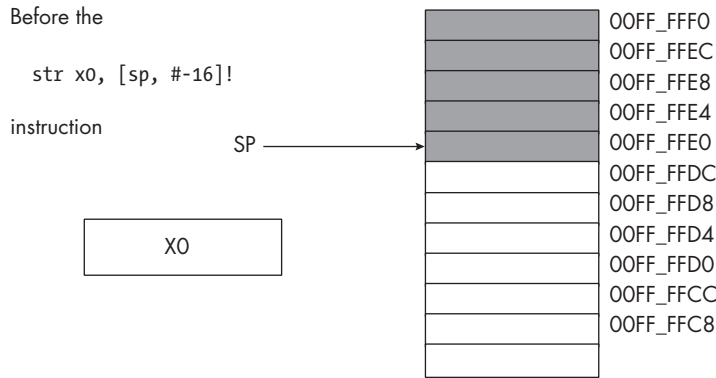 Before the
str x0, [sp, #-16]!
instruction
SP
X0
00FF_FFF0
00FF_FFEC
00FF_FFE8
00FF_FFE4
00FF_FFE0
00FF_FFDC
00FF_FFD8
00FF_FFD4
00FF_FFD0
00FF_FFCC
00FF_FFC8